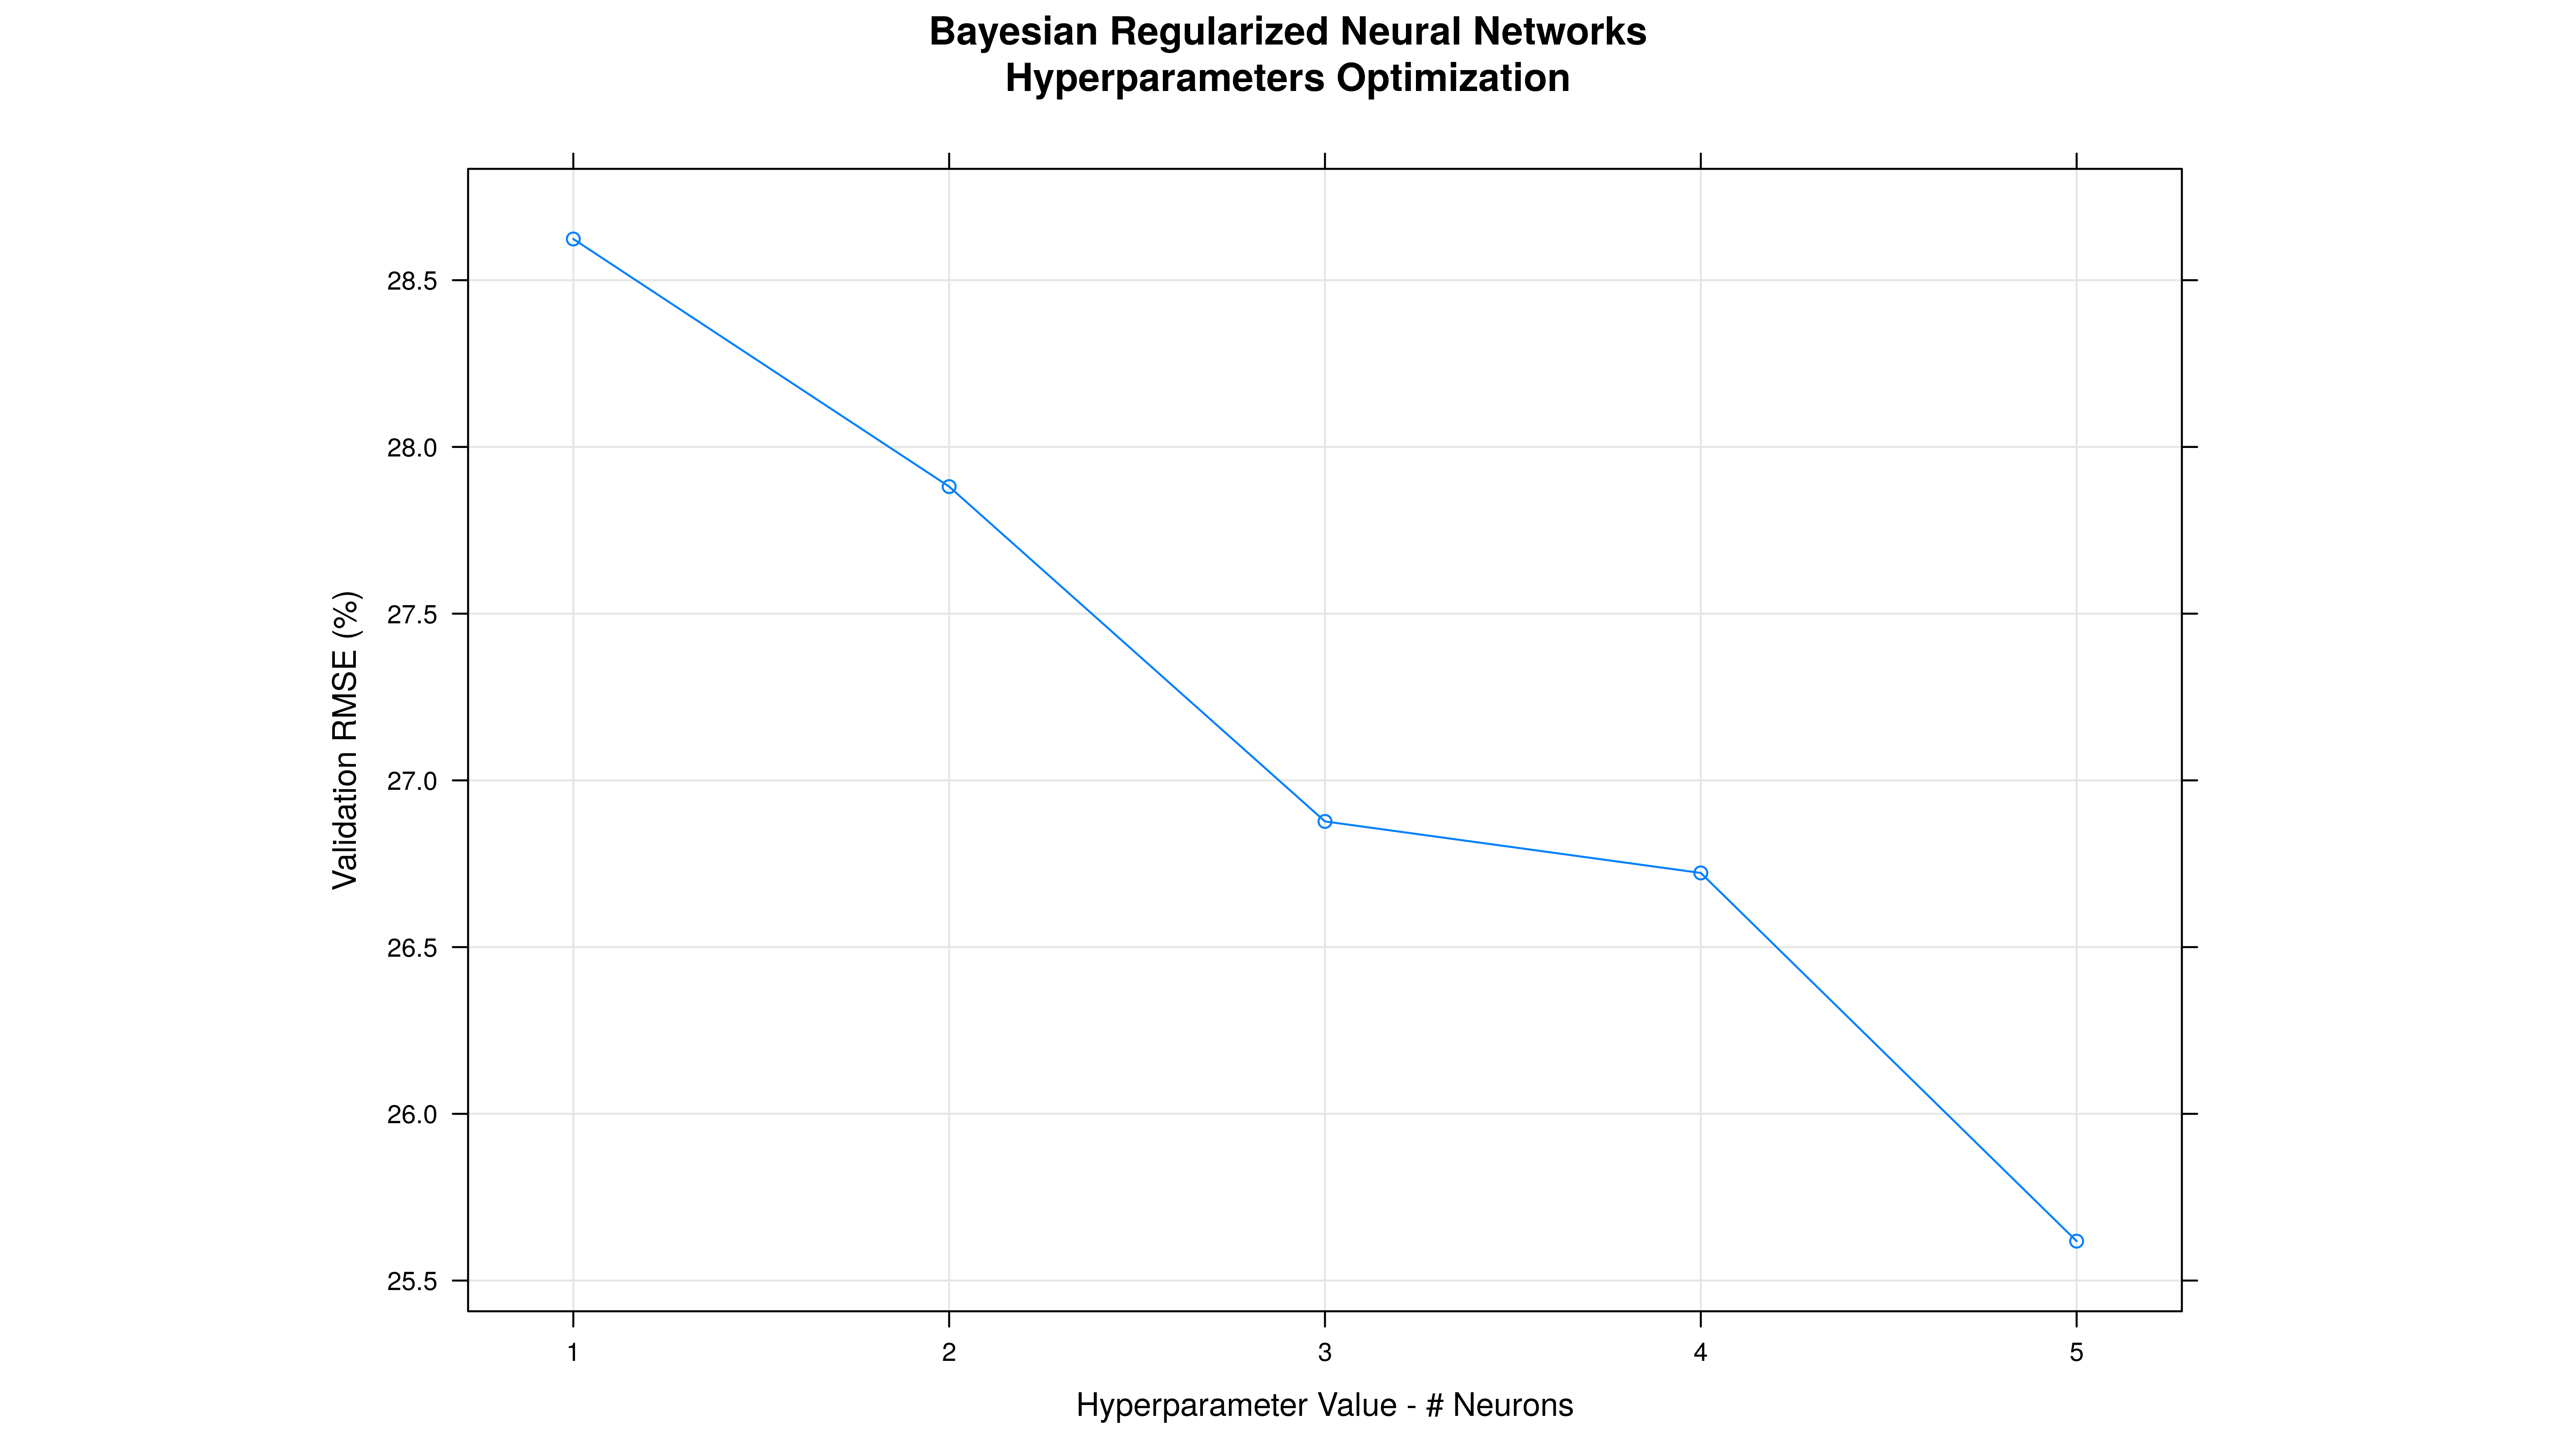 Bayesian Regularized Neural Networks
Hyperparameters Optimization
28.5
28.0
27.5
27.0
26.5
26.0
25.5
Validation RMSE (%)
1 2 3 4 5
Hyperparameter Value - # Neurons